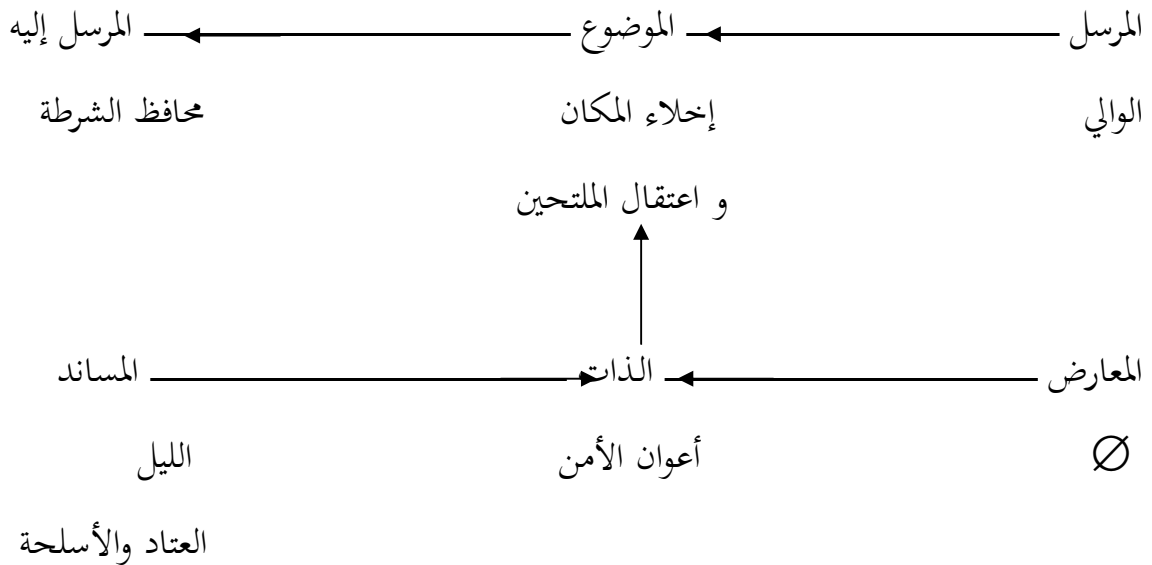 المرسل الموضوع المرسل إليه
الوالي إخلاء المكان محافظ الشرطة
و اعتقال الملتحين
المعارض الذات المساند
∅ أعوان الأمن الليل
العتاد والأسلحة